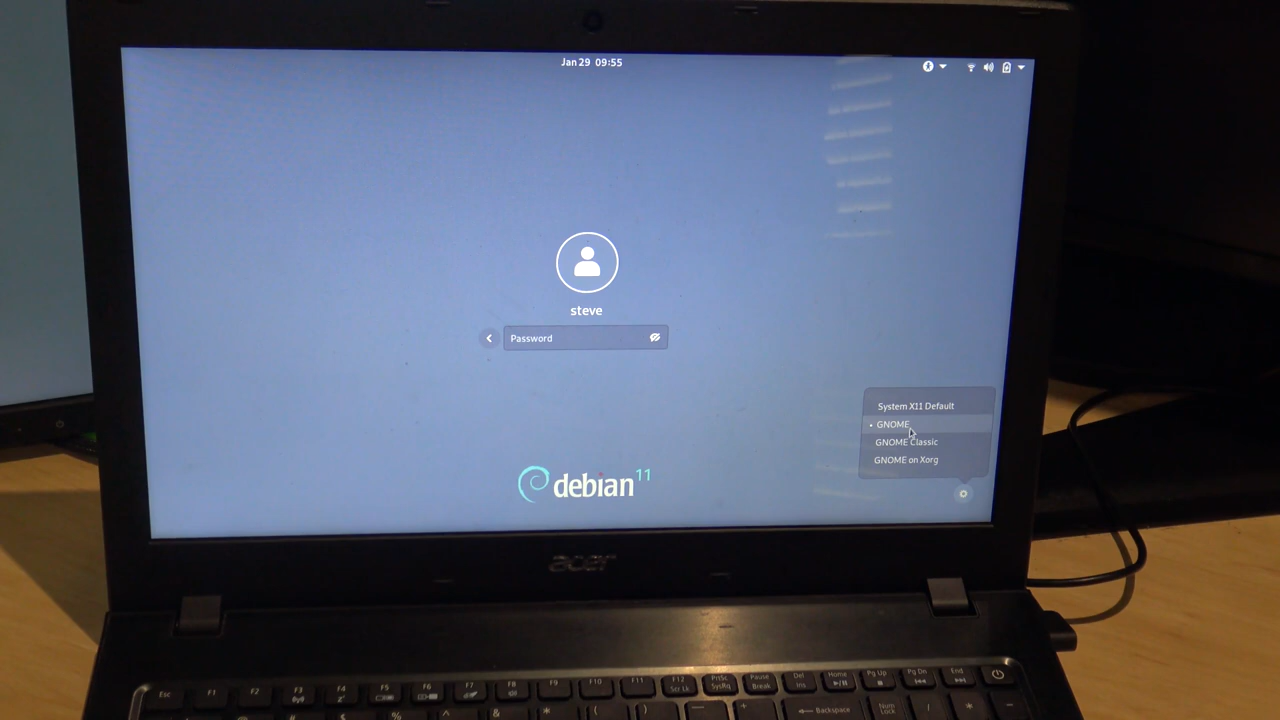 Jan 29 09:55
steve
Password
System X11 Default
• GNOME
GNOME Classic
GNOME on Xorg
debian 11
acer
Esc F1 F2 F3 F4 F5 F6 F7 F8 F9 F10 F11 F12 Scr Lk PrtSc SysRq Pause Break Del Ins Home Pg Up Pg Dn End
% ^ & * ( ) — + ← Backspace Num Lock / * -